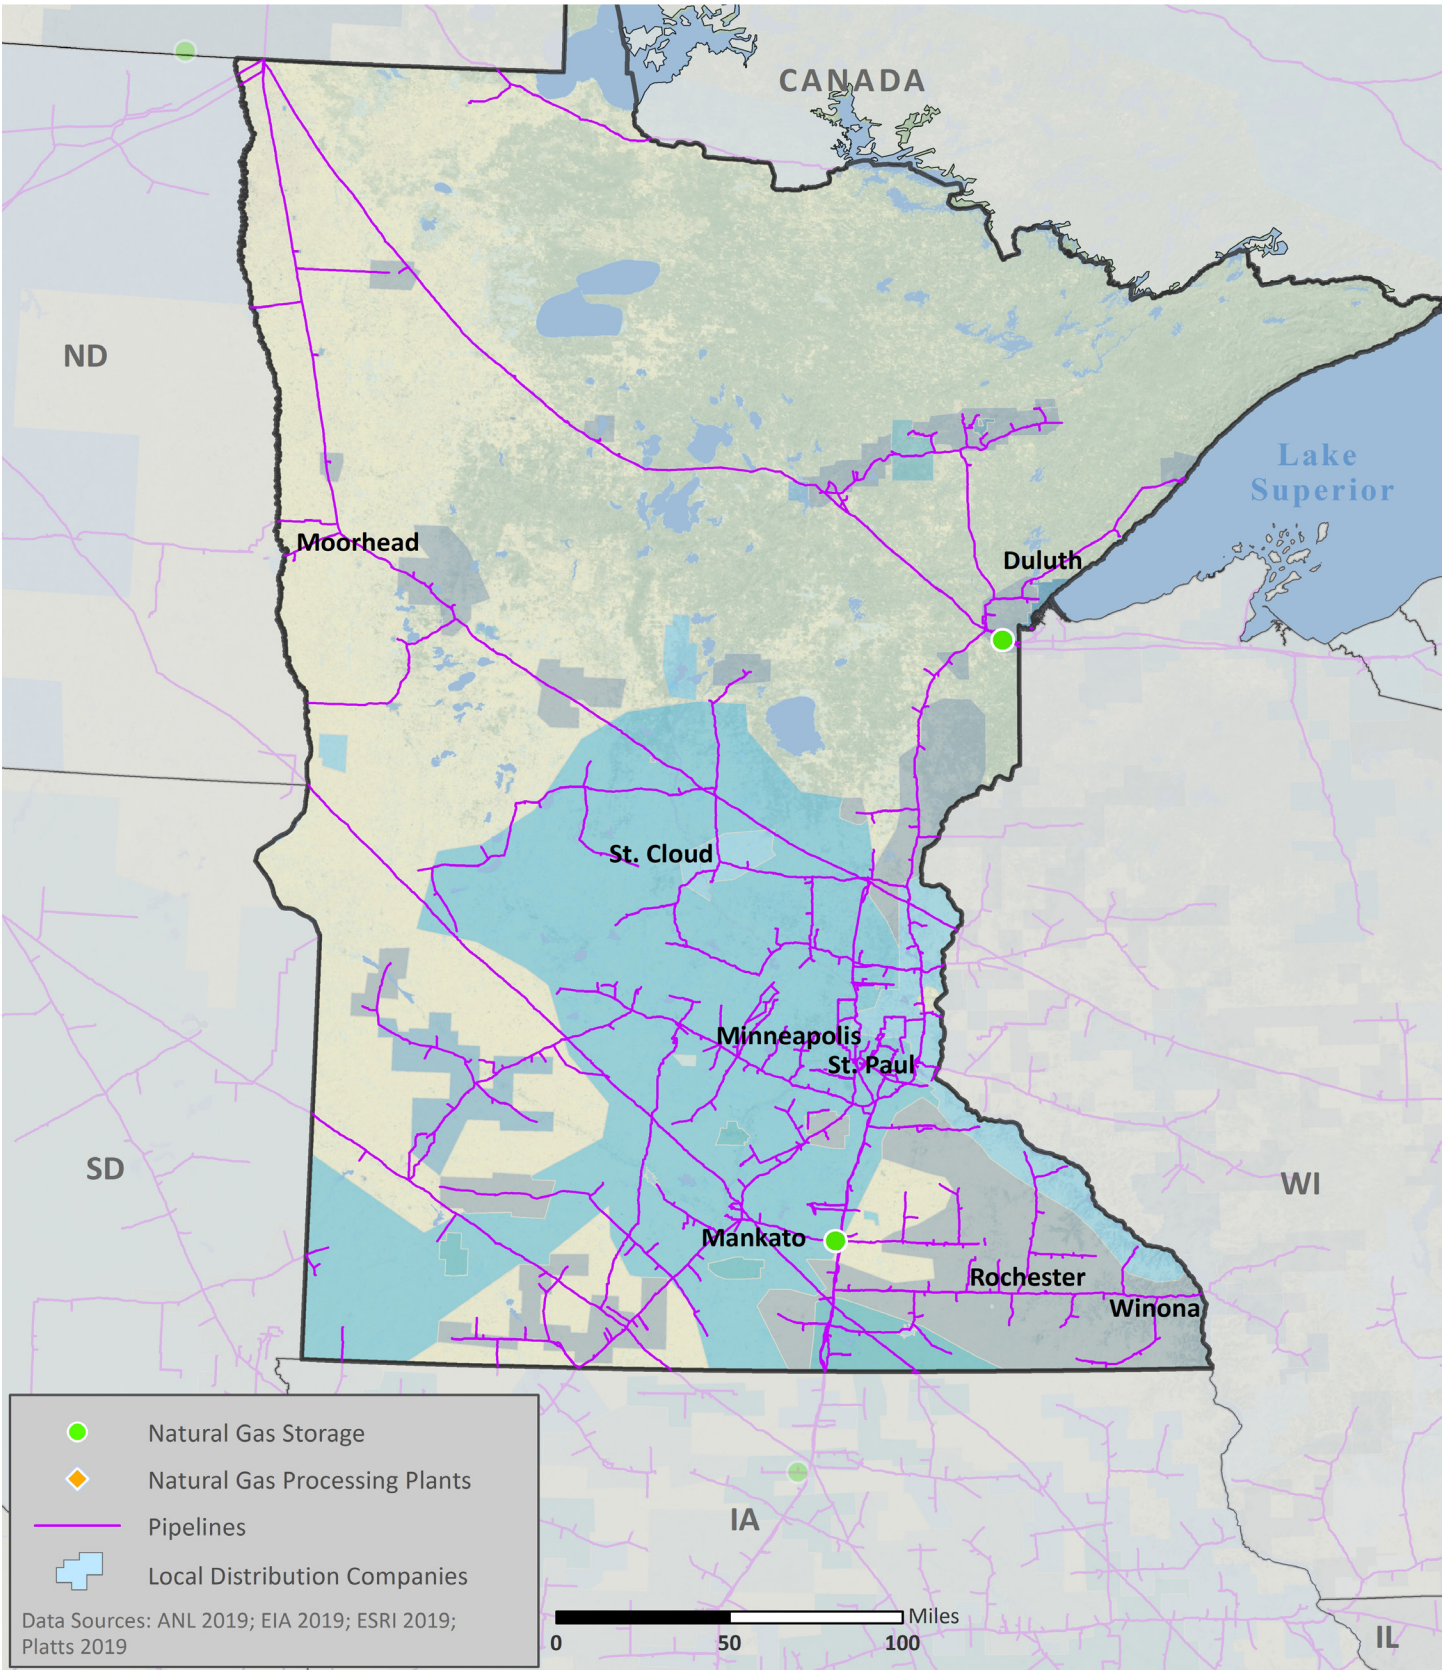 CANADA
ND
Lake
Superior
Moorhead
Duluth
St. Cloud
Minneapolis
St. Paul
SD
WI
Mankato
Rochester
Winona
Natural Gas Storage
Natural Gas Processing Plants
Pipelines
Local Distribution Companies
Data Sources: ANL 2019; EIA 2019; ESRI 2019;
Platts 2019
IA
Miles
0 50 100
IL